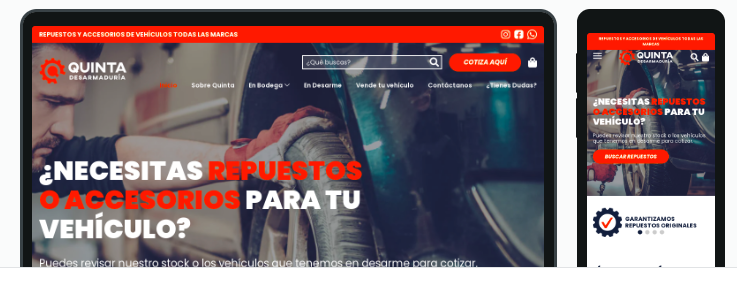 REPUESTOS Y ACCESORIOS DE VEHÍCULOS TODAS LAS MARCAS
QUINTA
DESARMADURÍA
¿Qué buscas?
COTIZA AQUÍ
Inicio
Sobre Quinta
En Bodega
En Desarme
Vende tu vehículo
Contáctanos
¿Tienes Dudas?
¿NECESITAS REPUESTOS
O ACCESORIOS PARA TU
VEHÍCULO?
Puedes revisar nuestro stock o los vehículos que tenemos en desarme para cotizar.
REPUESTOS Y ACCESORIOS DE VEHÍCULOS TODAS LAS
MARCAS
QUINTA
DESARMADURÍA
¿NECESITAS REPUESTOS
O ACCESORIOS PARA TU
VEHÍCULO?
Puedes revisar nuestro stock o los vehículos
que tenemos en desarme para cotizar.
BUSCAR REPUESTOS
GARANTIZAMOS
REPUESTOS ORIGINALES